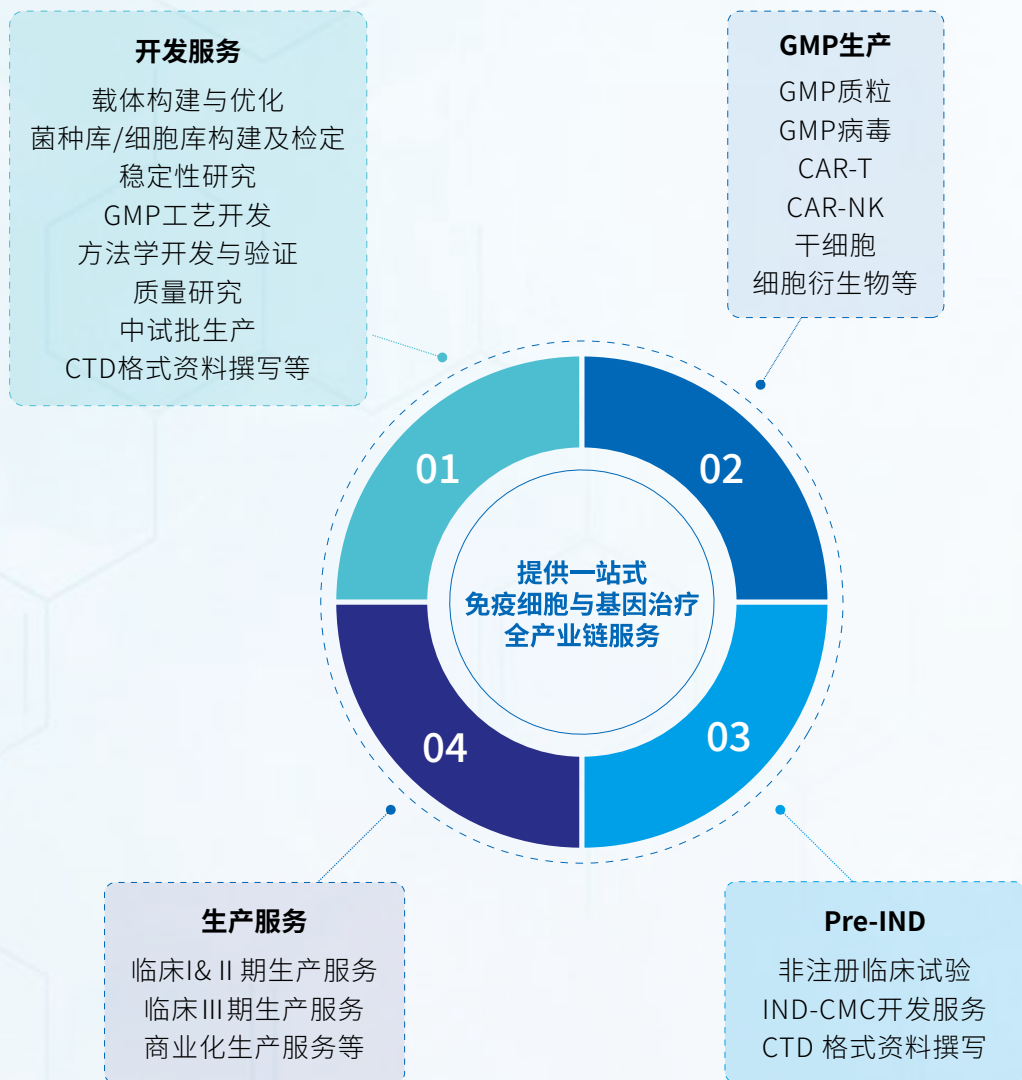 开发服务
载体构建与优化
菌种库/细胞库构建及检定
稳定性研究
GMP工艺开发
方法学开发与验证
质量研究
中试批生产
CTD格式资料撰写等
GMP生产
GMP质粒
GMP病毒
CAR-T
CAR-NK
干细胞
细胞衍生物等
01
02
提供一站式
免疫细胞与基因治疗
全产业链服务
04
03
生产服务
临床I&II期生产服务
临床III期生产服务
商业化生产服务等
Pre-IND
非注册临床试验
IND-CMC开发服务
CTD 格式资料撰写